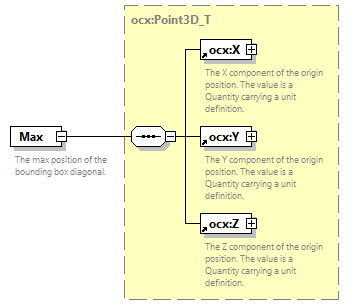 ocx:Point3D_T
ocx:X
The X component of the origin
position. The value is a
Quantity carrying a unit
definition.
Max
The max position of the
bounding box diagonal.
ocx:Y
The Y component of the origin
position. The value is a
Quantity carrying a unit
definition.
ocx:Z
The Z component of the origin
position. The value is a
Quantity carrying a unit
definition.